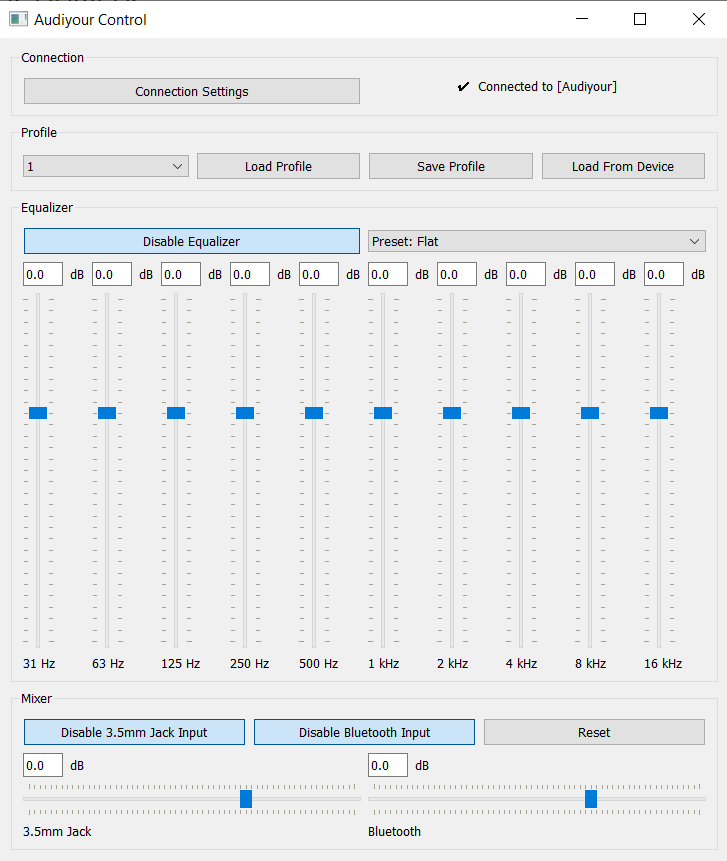 Audiyour Control
Connection
Connection Settings
✔ Connected to [Audiyour]
Profile
1
Load Profile
Save Profile
Load From Device
Equalizer
Disable Equalizer
Preset: Flat
0.0 dB 0.0 dB 0.0 dB 0.0 dB 0.0 dB 0.0 dB 0.0 dB 0.0 dB 0.0 dB 0.0 dB
31 Hz 63 Hz 125 Hz 250 Hz 500 Hz 1 kHz 2 kHz 4 kHz 8 kHz 16 kHz
Mixer
Disable 3.5mm Jack Input
Disable Bluetooth Input
Reset
0.0 dB
0.0 dB
3.5mm Jack
Bluetooth